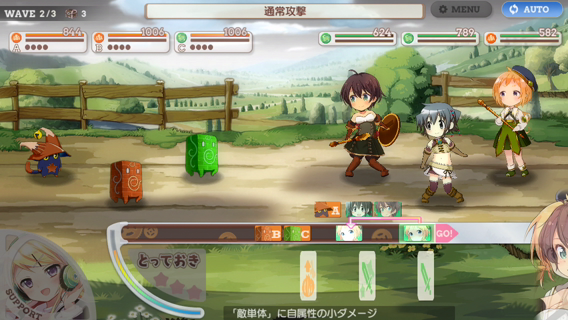 WAVE 2/3 3
通常攻撃
MENU
AUTO
844
1006
1006
624
789
582
A
B
C
A
B
C
GO!
とっておき
SUPPORT
「敵単体」に自属性の小ダメージ